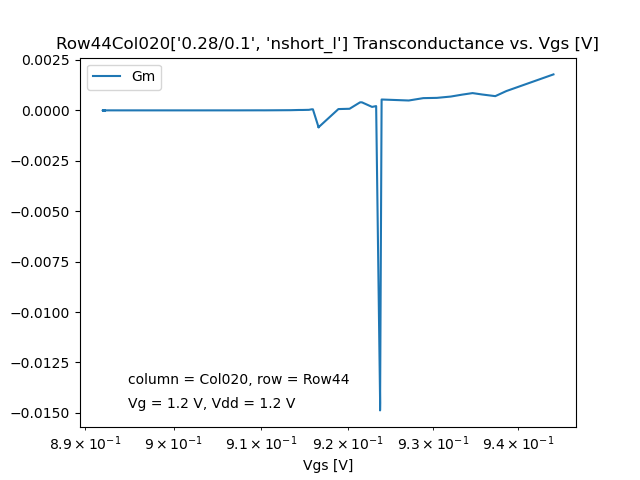 Row44Col020['0.28/0.1', 'nshort_l'] Transconductance vs. Vgs [V]
0.0025
0.0000
−0.0025
−0.0050
−0.0075
−0.0100
−0.0125
−0.0150
Gm
column = Col020, row = Row44
Vg = 1.2 V, Vdd = 1.2 V
8.9 × 10⁻¹ 9 × 10⁻¹ 9.1 × 10⁻¹ 9.2 × 10⁻¹ 9.3 × 10⁻¹ 9.4 × 10⁻¹
Vgs [V]